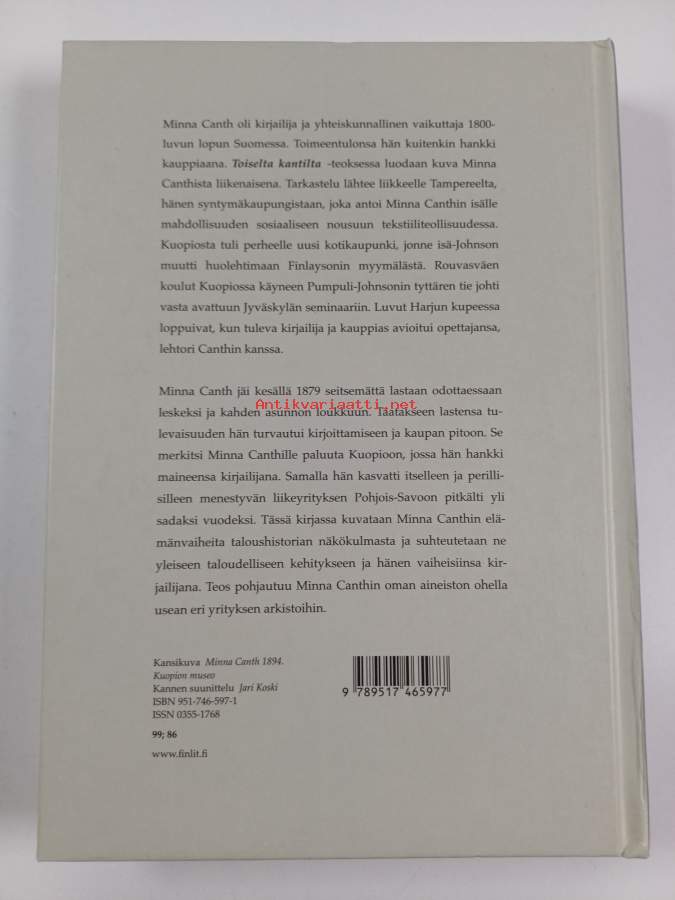 Minna Canth oli kirjailija ja yhteiskunnallinen vaikuttaja 1800-
luvun lopun Suomessa. Toimeentulonsa hän kuitenkin hankki
kauppiaana. Toiselta kantilta -teoksessa luodaan kuva Minna
Canthista liikenaisena. Tarkastelu lähtee liikkeelle Tampereelta,
hänen syntymäkaupungistaan, joka antoi Minna Canthin isälle
mahdollisuuden sosiaaliseen nousuun tekstiiliteollisuudessa.
Kuopiosta tuli perheelle uusi kotikaupunki, jonne isä-Johnson
muutti huolehtimaan Finlaysonin myymälästä. Rouvasväen
koulut Kuopiossa käyneen Pumpuli-Johnsonin tyttären tie johti
vasta avattuun Jyväskylän seminaariin. Luvut Harjun kupeessa
loppuivat, kun tuleva kirjailija ja kauppias avioitui opettajansa,
lehtori Canthin kanssa.
Minna Canth jäi kesällä 1879 seitsemättä lastaan odottaessaan
leskeksi ja kahden asunnon loukkuun. Taatakseen lastensa tu-
Antikvariaatti.net
levaisuuden hän turvautui kirjoittamiseen ja kaupan pitoon. Se
merkitsi Minna Canthille paluuta Kuopioon, jossa hän hankki
maineensa kirjailijana. Samalla hän kasvatti itselleen ja perilli-
silleen menestyvän liikeyrityksen Pohjois-Savoon pitkälti yli
sadaksi vuodeksi. Tässä kirjassa kuvataan Minna Canthin elä-
mänvaiheita taloushistorian näkökulmasta ja suhteutetaan ne
yleiseen taloudelliseen kehitykseen ja hänen vaiheisiinsa kir-
jailijana. Teos pohjautuu Minna Canthin oman aineiston ohella
usean eri yrityksen arkistoihin.
Kansikuva Minna Canth 1894.
Kuopion museo
Kannen suunittelu Jari Koski
ISBN 951-746-597-1
ISSN 0355-1768
99; 86
www.finlit.fi
9 789517 465977